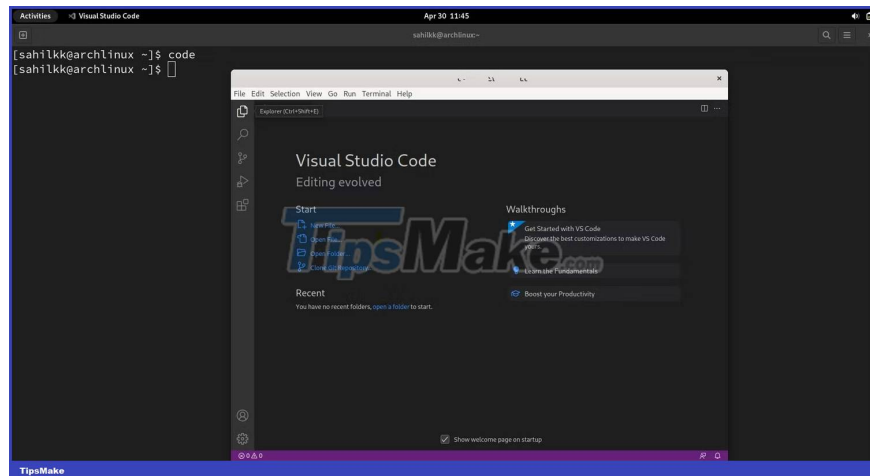 Activities Visual Studio Code Apr 30 11:45
sahilkk@archlinux:~
[sahilkk@archlinux ~]$ code
[sahilkk@archlinux ~]$
File Edit Selection View Go Run Terminal Help
Explorer (Ctrl+Shift+E)
Visual Studio Code
Editing evolved
Start
New File...
Open File...
Open Folder...
Clone Git Repository...
Recent
You have no recent folders, open a folder to start.
Walkthroughs
Get Started with VS Code
Discover the best customizations to make VS Code
yours.
Learn the Fundamentals
Boost your Productivity
TipsMake.com
Show welcome page on startup
0 0
TipsMake